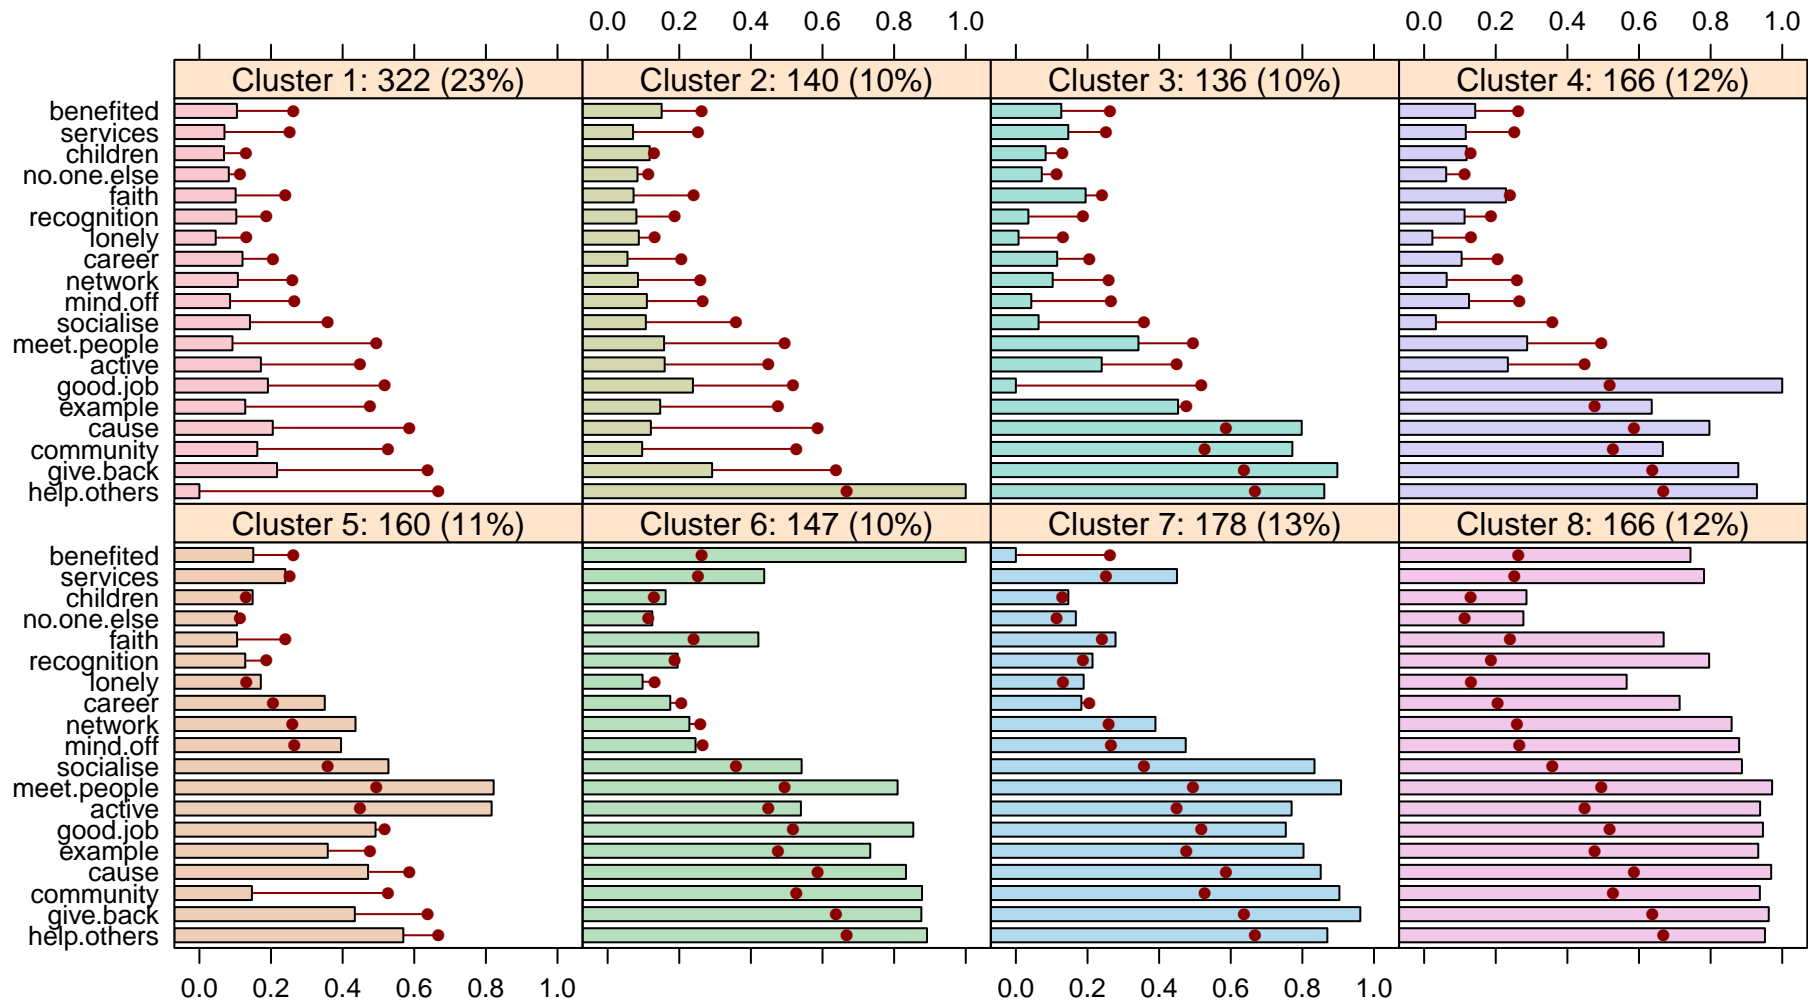 0.0 0.2 0.4 0.6 0.8 1.0 0.0 0.2 0.4 0.6 0.8 1.0
Cluster 1: 322 (23%) Cluster 2: 140 (10%) Cluster 3: 136 (10%) Cluster 4: 166 (12%)
benefited
services
children
no.one.else
faith
recognition
lonely
career
network
mind.off
socialise
meet.people
active
good.job
example
cause
community
give.back
help.others
Cluster 5: 160 (11%) Cluster 6: 147 (10%) Cluster 7: 178 (13%) Cluster 8: 166 (12%)
benefited
services
children
no.one.else
faith
recognition
lonely
career
network
mind.off
socialise
meet.people
active
good.job
example
cause
community
give.back
help.others
0.0 0.2 0.4 0.6 0.8 1.0 0.0 0.2 0.4 0.6 0.8 1.0